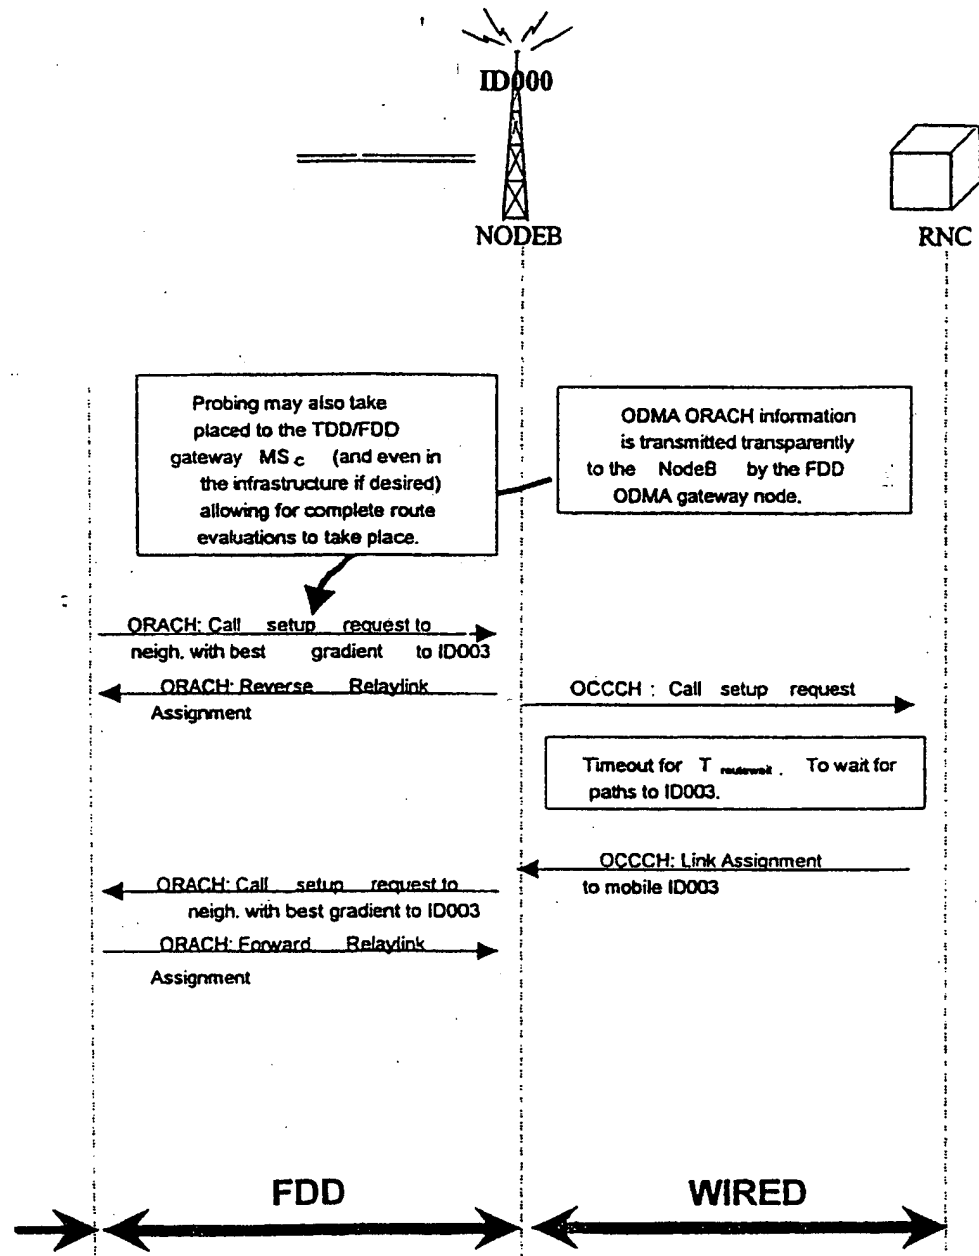 ID000
NODEB
RNC
Probing may also take
placed to the TDD/FDD
gateway MS c (and even in
the infrastructure if desired)
allowing for complete route
evaluations to take place.
ODMA ORACH information
is transmitted transparently
to the NodeB by the FDD
ODMA gateway node.
ORACH: Call setup request to
neigh. with best gradient to ID003
ORACH: Reverse Relaylink
Assignment
OCCCH : Call setup request
Timeout for T routewait . To wait for
paths to ID003.
OCCCH: Link Assignment
to mobile ID003
ORACH: Call setup request to
neigh. with best gradient to ID003
ORACH: Forward Relaylink
Assignment
FDD
WIRED